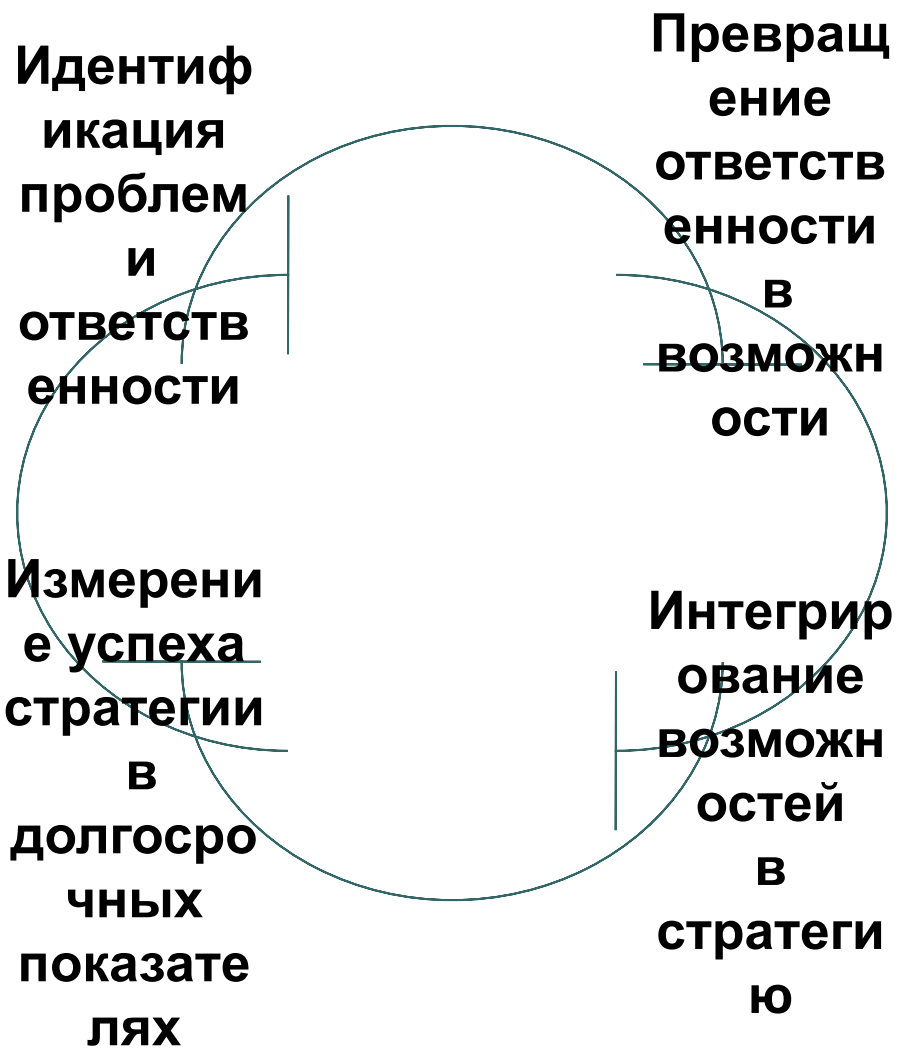 Идентиф
икация
проблем
и
ответств
енности
Превращ
ение
ответств
енности
в
возможн
ости
Измерени
е успеха
стратегии
в
долгосро
чных
показате
лях
Интегрир
ование
возможн
остей
в
стратеги
ю